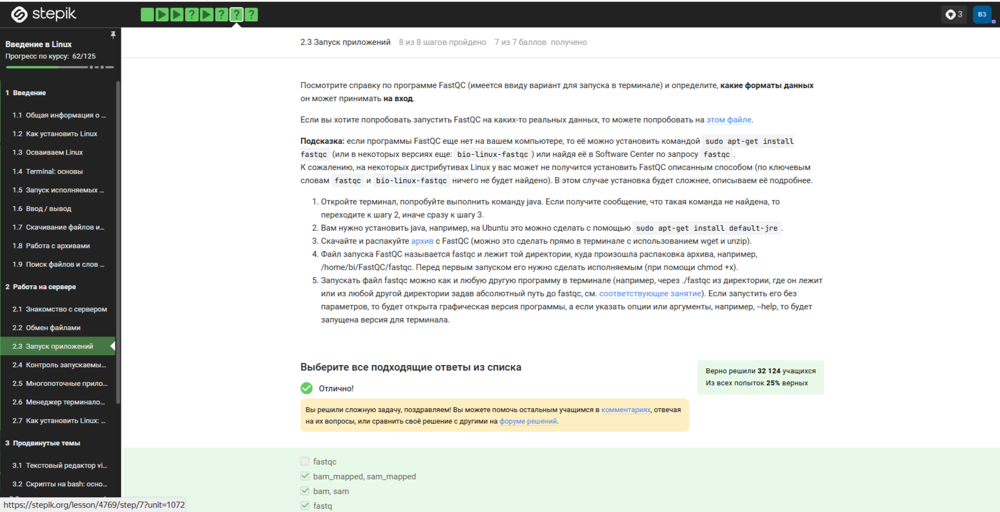 stepik
3
ВЗ
Введение в Linux
Прогресс по курсу: 62/125
1 Введение
1.1 Общая информация о ...
1.2 Как установить Linux
1.3 Осваиваем Linux
1.4 Terminal: основы
1.5 Запуск исполняемых ...
1.6 Ввод / вывод
1.7 Скачивание файлов и...
1.8 Работа с архивами
1.9 Поиск файлов и слов ...
2 Работа на сервере
2.1 Знакомство с сервером
2.2 Обмен файлами
2.3 Запуск приложений
2.4 Контроль запускаемы...
2.5 Многопоточные прило...
2.6 Менеджер терминало...
2.7 Как установить Linux: ...
3 Продвинутые темы
3.1 Текстовый редактор vi...
3.2 Скрипты на bash: осно...
https://stepik.org/lesson/4769/step/7?unit=1072
2.3 Запуск приложений 8 из 8 шагов пройдено 7 из 7 баллов получено
Посмотрите справку по программе FastQC (имеется ввиду вариант для запуска в терминале) и определите, какие форматы данных
он может принимать на вход.
Если вы хотите попробовать запустить FastQC на каких-то реальных данных, то можете попробовать на этом файле.
Подсказка: если программы FastQC еще нет на вашем компьютере, то её можно установить командой sudo apt-get install
fastqc (или в некоторых версиях еще: bio-linux-fastqc ) или найдя её в Software Center по запросу fastqc .
К сожалению, на некоторых дистрибутивах Linux у вас может не получится установить FastQC описанным способом (по ключевым
словам fastqc и bio-linux-fastqc ничего не будет найдено). В этом случае установка будет сложнее, описываем её подробнее.
1. Откройте терминал, попробуйте выполнить команду java. Если получите сообщение, что такая команда не найдена, то
переходите к шагу 2, иначе сразу к шагу 3.
2. Вам нужно установить java, например, на Ubuntu это можно сделать с помощью sudo apt-get install default-jre .
3. Скачайте и распакуйте архив с FastQC (можно это сделать прямо в терминале с использованием wget и unzip).
4. Файл запуска FastQC называется fastqc и лежит той директории, куда произошла распаковка архива, например,
/home/bi/FastQC/fastqc. Перед первым запуском его нужно сделать исполняемым (при помощи chmod +x).
5. Запускать файл fastqc можно как и любую другую программу в терминале (например, через ./fastqc из директории, где он лежит
или из любой другой директории задав абсолютный путь до fastqc, см. соответствующее занятие). Если запустить его без
параметров, то будет открыта графическая версия программы, а если указать опции или аргументы, например, --help, то будет
запущена версия для терминала.
Выберите все подходящие ответы из списка
Отлично!
Верно решили 32 124 учащихся
Из всех попыток 25% верных
Вы решили сложную задачу, поздравляем! Вы можете помочь остальным учащимся в комментариях, отвечая
на их вопросы, или сравнить своё решение с другими на форуме решений.
fastqc
bam_mapped, sam_mapped
bam, sam
fastq